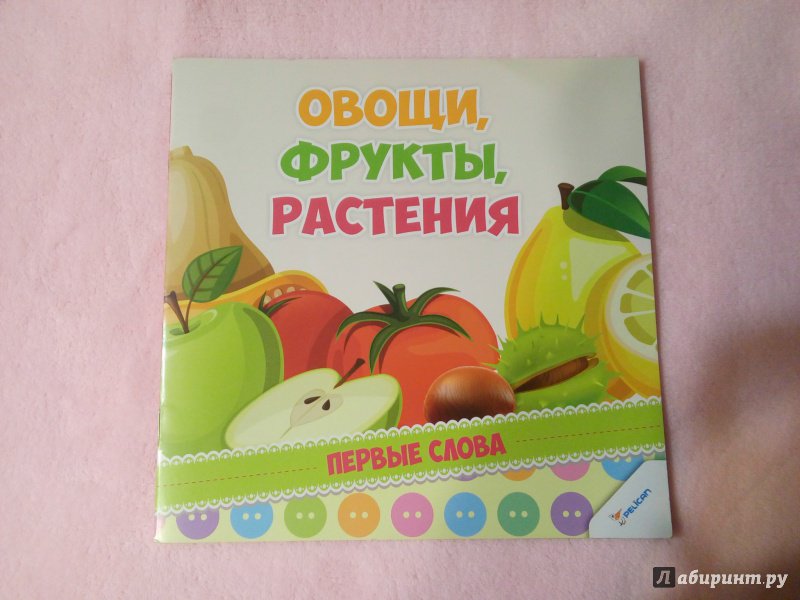 ОВОЩИ,
ФРУКТЫ,
РАСТЕНИЯ
ПЕРВЫЕ СЛОВА
PELICAN
Лабиринт.ру